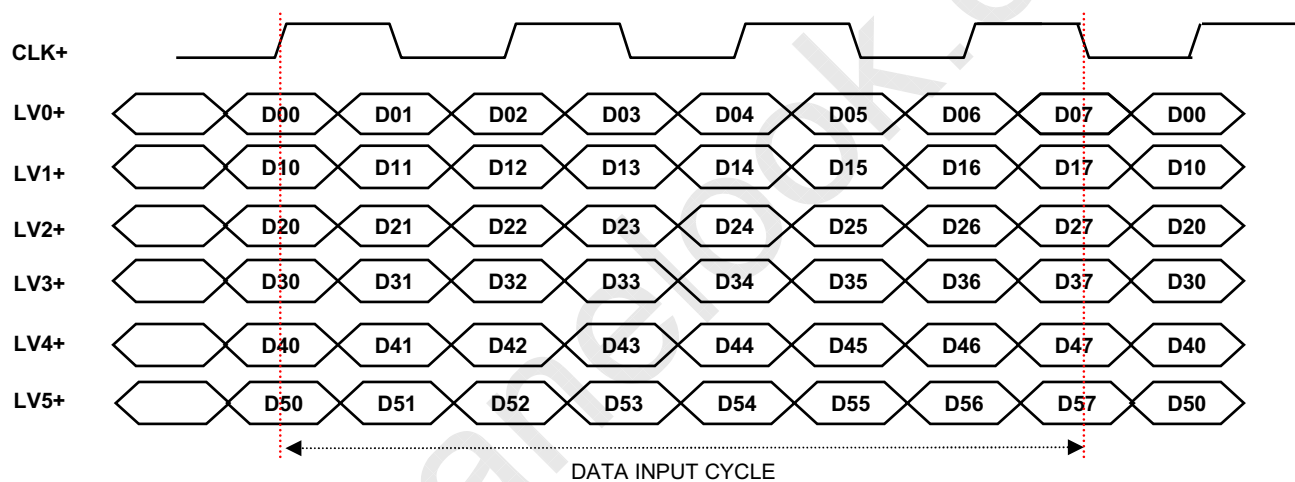 CLK+
LV0+ D00 D01 D02 D03 D04 D05 D06 D07 D00
LV1+ D10 D11 D12 D13 D14 D15 D16 D17 D10
LV2+ D20 D21 D22 D23 D24 D25 D26 D27 D20
LV3+ D30 D31 D32 D33 D34 D35 D36 D37 D30
LV4+ D40 D41 D42 D43 D44 D45 D46 D47 D40
LV5+ D50 D51 D52 D53 D54 D55 D56 D57 D50
DATA INPUT CYCLE
anelook.